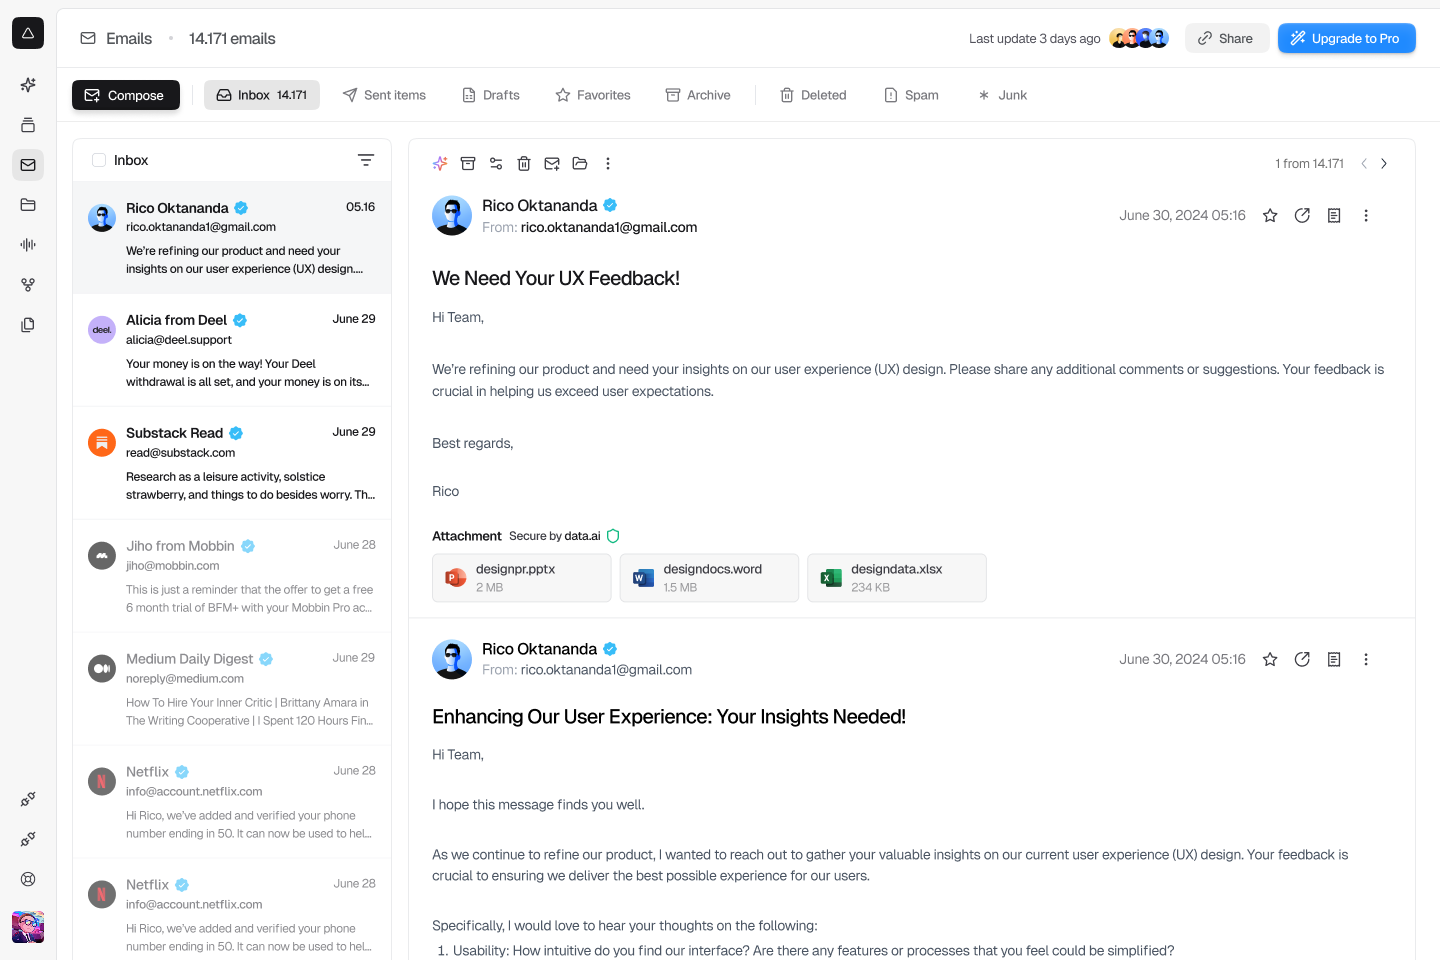 Emails • 14.171 emails
Last update 3 days ago
Share
Upgrade to Pro
Compose
Inbox 14.171
Sent items
Drafts
Favorites
Archive
Deleted
Spam
Junk
Inbox
Rico Oktananda 05.16
rico.oktananda1@gmail.com
We're refining our product and need your
insights on our user experience (UX) design....
deel.
Alicia from Deel June 29
alicia@deel.support
Your money is on the way! Your Deel
withdrawal is all set, and your money is on its...
Substack Read June 29
read@substack.com
Research as a leisure activity, solstice
strawberry, and things to do besides worry. Th...
Jiho from Mobbin June 28
jiho@mobbin.com
This is just a reminder that the offer to get a free
6 month trial of BFM+ with your Mobbin Pro ac...
Medium Daily Digest June 29
noreply@medium.com
How To Hire Your Inner Critic | Brittany Amara in
The Writing Cooperative | I Spent 120 Hours Fin...
N
Netflix June 28
info@account.netflix.com
Hi Rico, we've added and verified your phone
number ending in 50. It can now be used to hel...
N
Netflix June 28
info@account.netflix.com
Hi Rico, we've added and verified your phone
number ending in 50. It can now be used to hel...
1 from 14.171
Rico Oktananda
From: rico.oktananda1@gmail.com
June 30, 2024 05:16
We Need Your UX Feedback!
Hi Team,
We're refining our product and need your insights on our user experience (UX) design. Please share any additional comments or suggestions. Your feedback is
crucial in helping us exceed user expectations.
Best regards,
Rico
Attachment Secure by data.ai
P
designpr.pptx
2 MB
W
designdocs.word
1.5 MB
X
designdata.xlsx
234 KB
Rico Oktananda
From: rico.oktananda1@gmail.com
June 30, 2024 05:16
Enhancing Our User Experience: Your Insights Needed!
Hi Team,
I hope this message finds you well.
As we continue to refine our product, I wanted to reach out to gather your valuable insights on our current user experience (UX) design. Your feedback is
crucial to ensuring we deliver the best possible experience for our users.
Specifically, I would love to hear your thoughts on the following:
1. Usability: How intuitive do you find our interface? Are there any features or processes that you feel could be simplified?